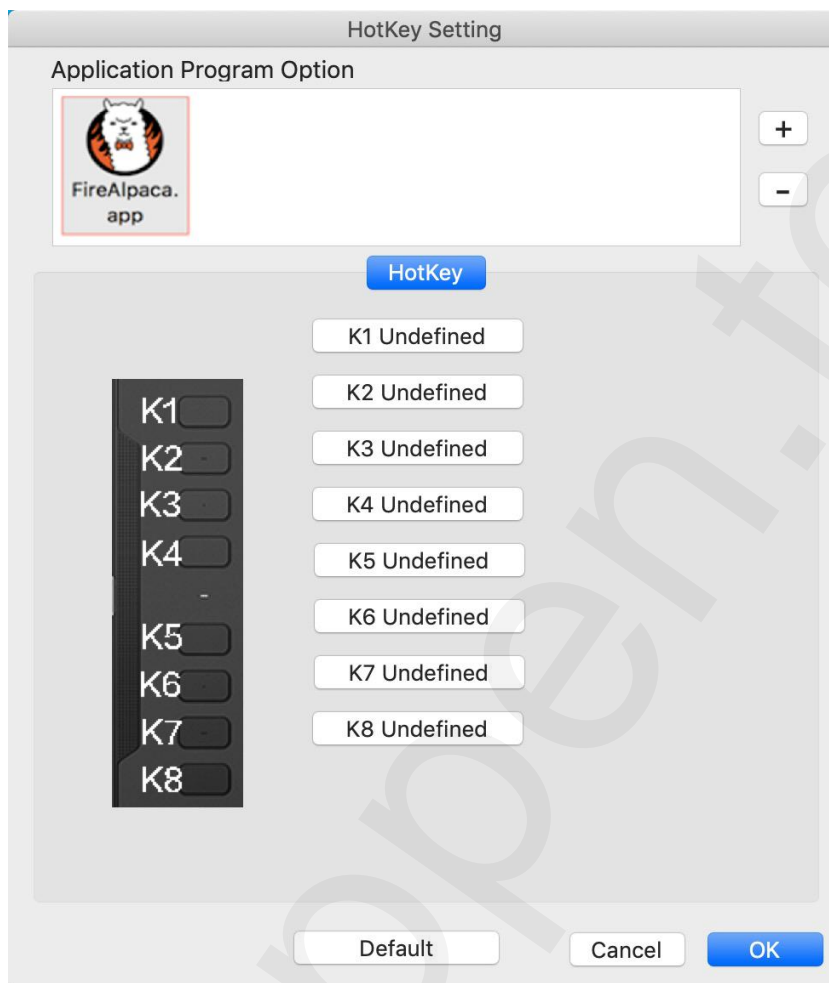 HotKey Setting
Application Program Option
FireAlpaca.
app
+
-
HotKey
K1 Undefined
K2 Undefined
K3 Undefined
K4 Undefined
K5 Undefined
K6 Undefined
K7 Undefined
K8 Undefined
K1
K2
K3
K4
K5
K6
K7
K8
Default
Cancel
OK